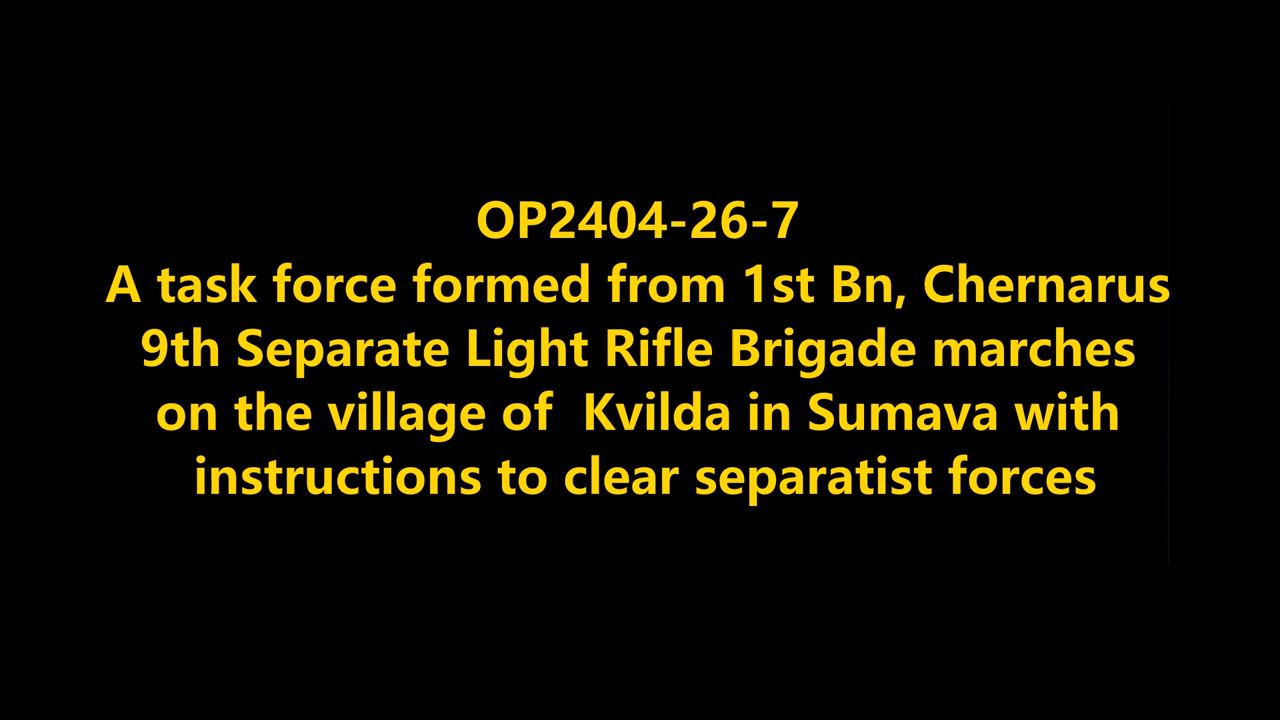 OP2404-26-7
A task force formed from 1st Bn, Chernarus
9th Separate Light Rifle Brigade marches
on the village of  Kvilda in Sumava with
instructions to clear separatist forces